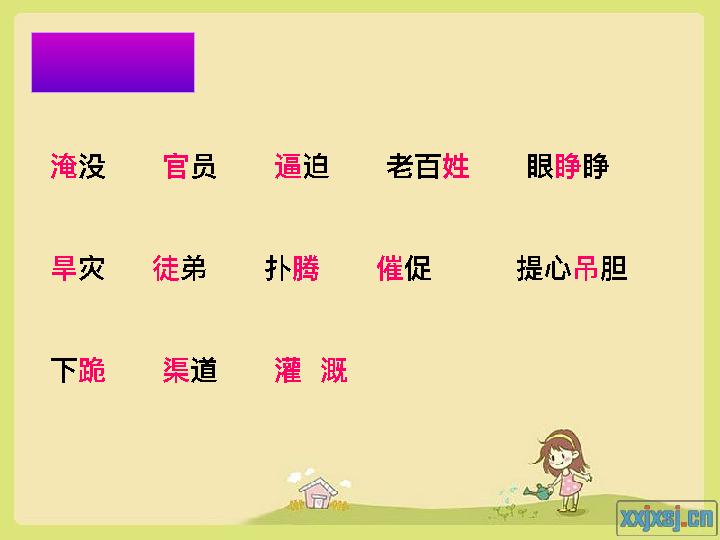 淹没 官员 逼迫 老百姓 眼睁睁
旱灾 徒弟 扑腾 催促 提心吊胆
下跪 渠道 灌 溉
xxjxsj.cn